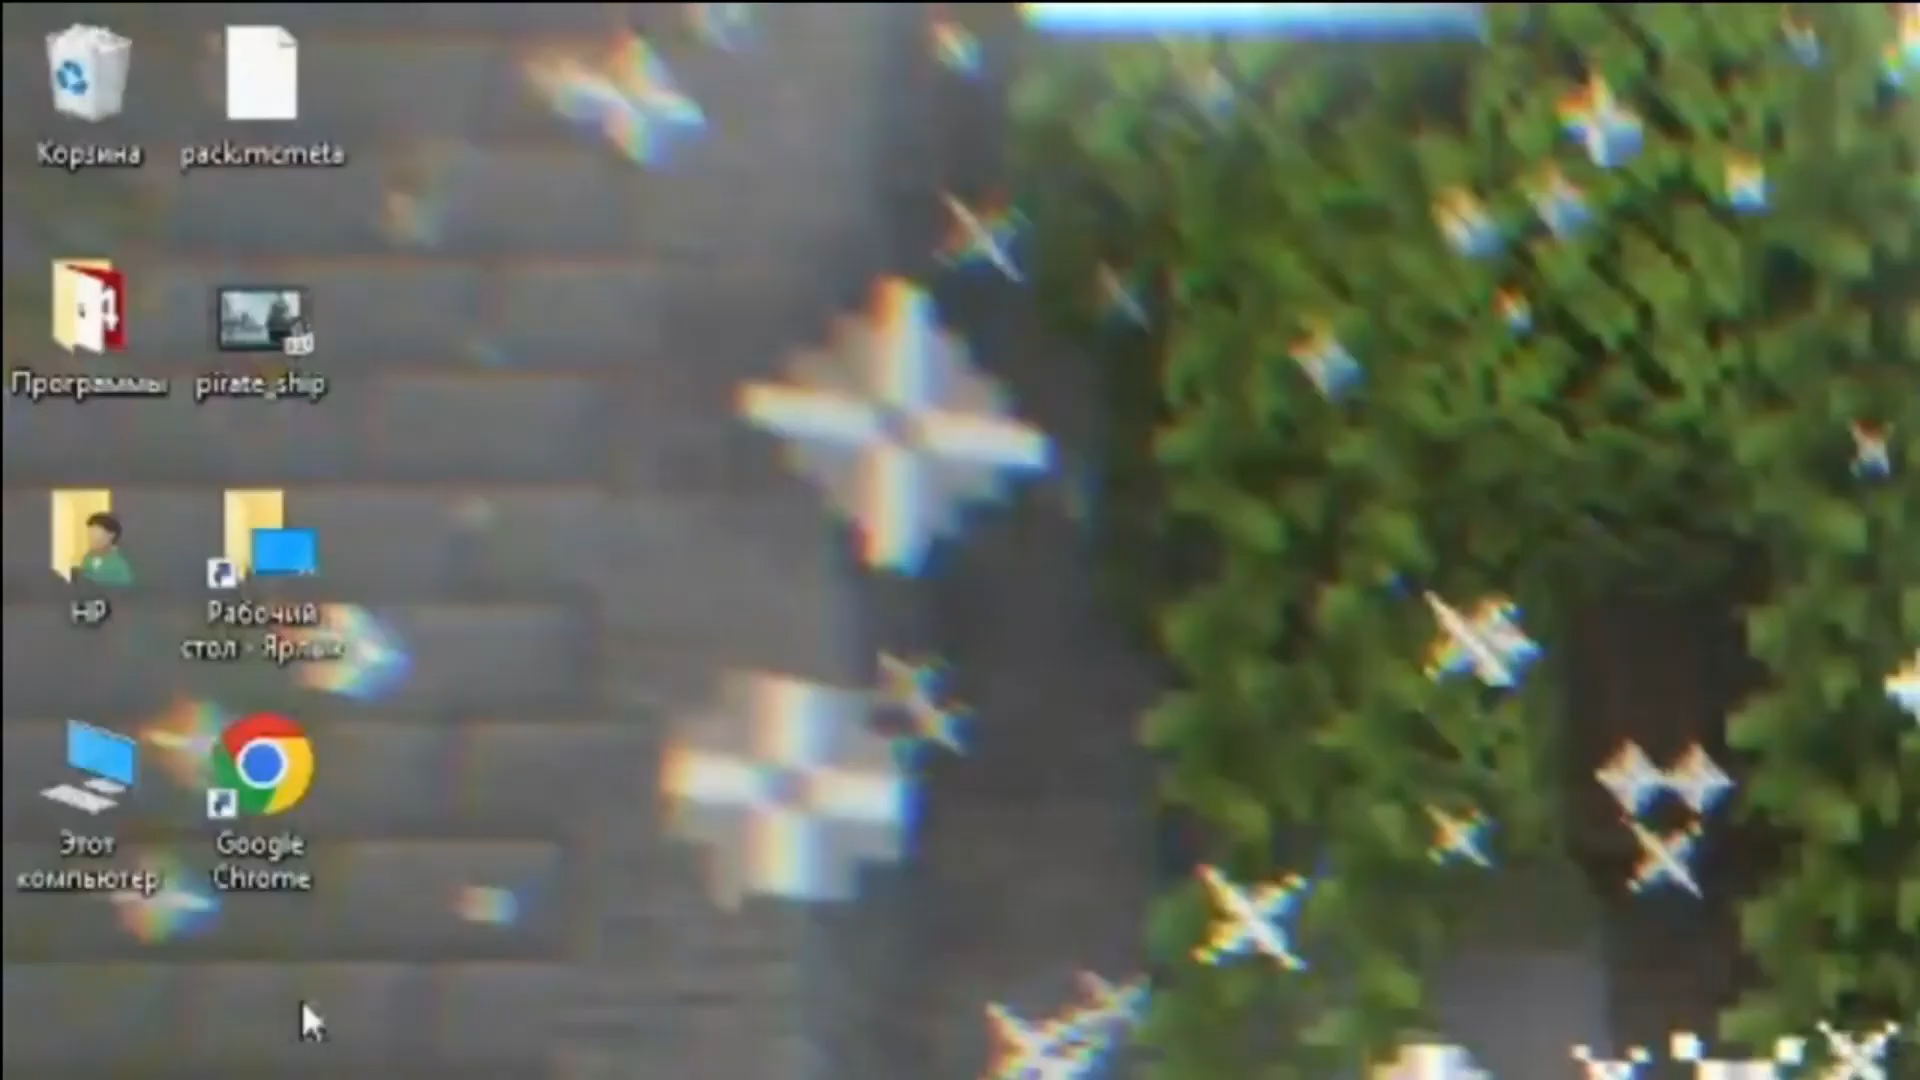 Корзина
pack.mcmeta
Программы
pirate_ship
HP
Рабочий
стол - Ярлык
Этот
компьютер
Google
Chrome